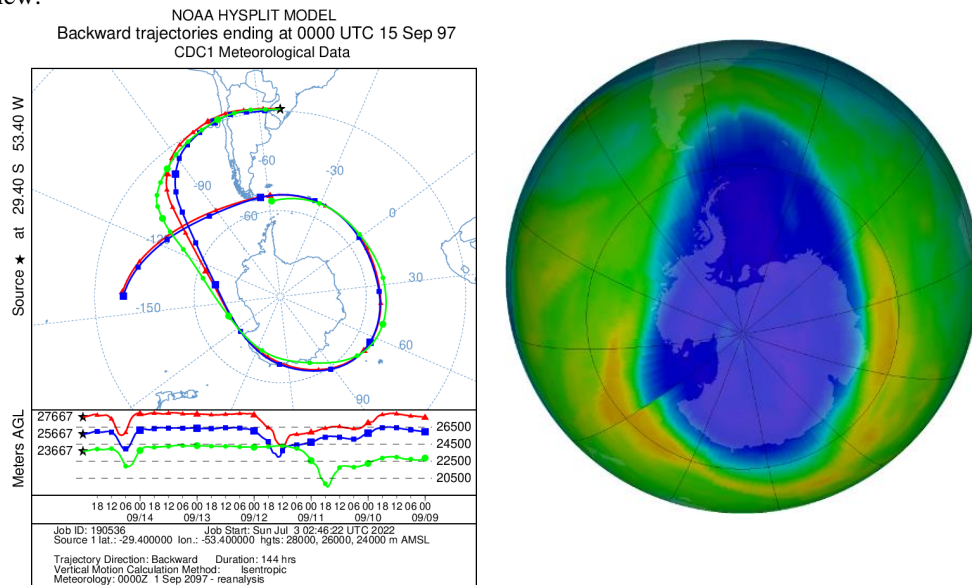 iew.
NOAA HYSPLIT MODEL
Backward trajectories ending at 0000 UTC 15 Sep 97
CDC1 Meteorological Data
Source ★ at 29.40 S 53.40 W
-30
-60
-90
0
-60
12
30
-150
60
90
Meters AGL
27667
25667
23667
26500
24500
22500
20500
18 12 06 00 18 12 06 00 18 12 06 00 18 12 06 00 18 12 06 00 18 12 06 00
09/14 09/13 09/12 09/11 09/10 09/09
Job ID: 190536 Job Start: Sun Jul 3 02:46:22 UTC 2022
Source 1 lat.: -29.400000 lon.: -53.400000 hgts: 28000, 26000, 24000 m AMSL
Trajectory Direction: Backward Duration: 144 hrs
Vertical Motion Calculation Method: Isentropic
Meteorology: 0000Z 1 Sep 2097 - reanalysis